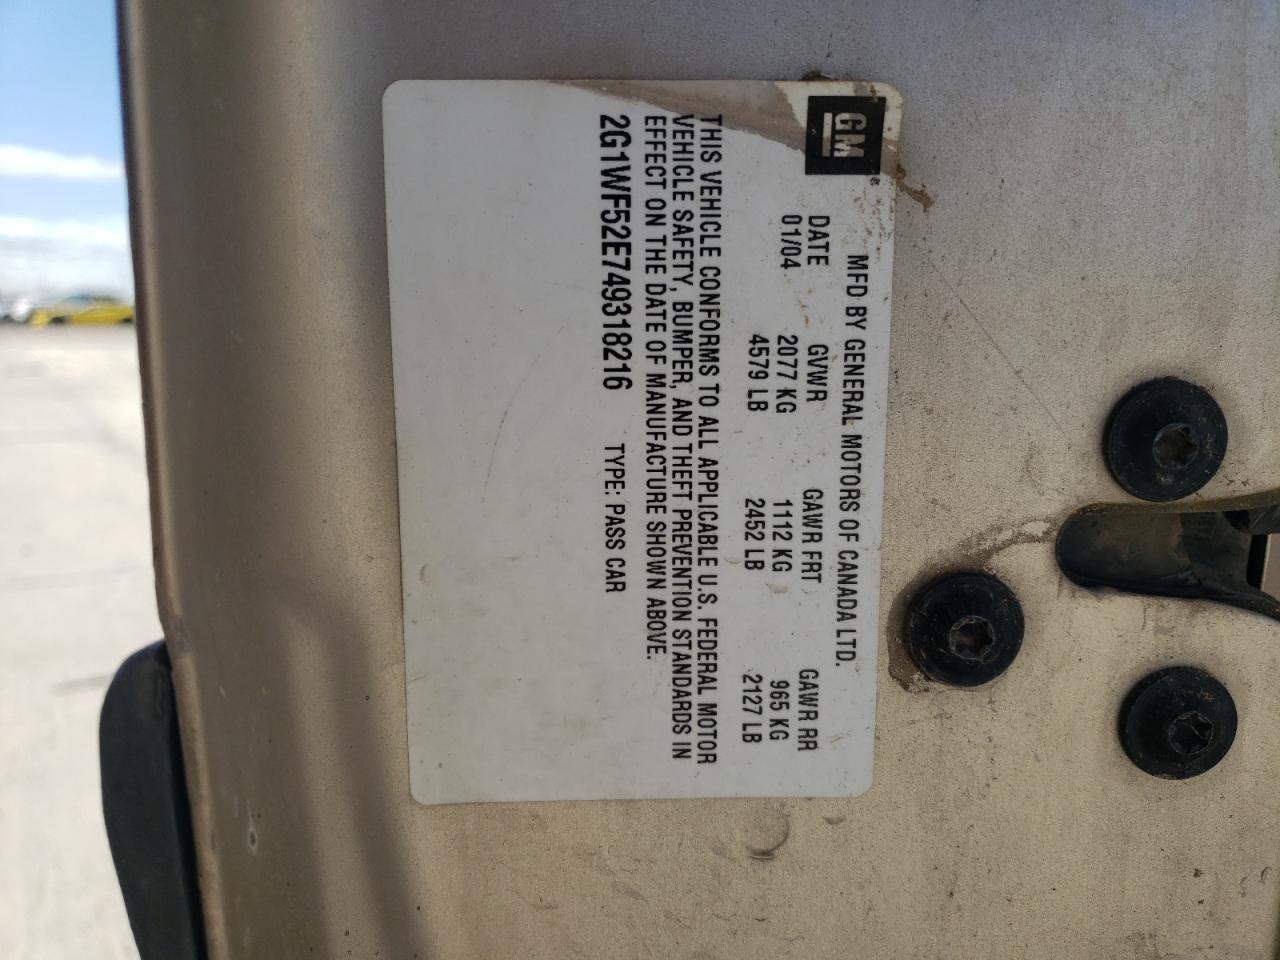 GM®
MFD BY GENERAL MOTORS OF CANADA LTD.
DATE GVWR GAWR FRT GAWR RR
01/04 2077 KG 1112 KG 965 KG
4579 LB 2452 LB 2127 LB
THIS VEHICLE CONFORMS TO ALL APPLICABLE U.S. FEDERAL MOTOR
VEHICLE SAFETY, BUMPER, AND THEFT PREVENTION STANDARDS IN
EFFECT ON THE DATE OF MANUFACTURE SHOWN ABOVE.
2G1WF52E749318216 TYPE: PASS CAR